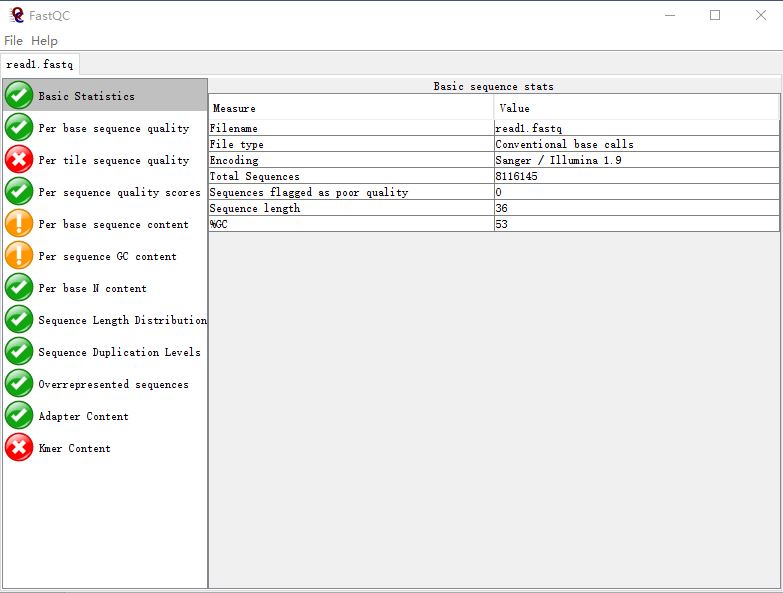 FastQC
File Help
read1.fastq
Basic Statistics
Per base sequence quality
Per tile sequence quality
Per sequence quality scores
Per base sequence content
Per sequence GC content
Per base N content
Sequence Length Distribution
Sequence Duplication Levels
Overrepresented sequences
Adapter Content
Kmer Content
Basic sequence stats
Measure Value
Filename read1.fastq
File type Conventional base calls
Encoding Sanger / Illumina 1.9
Total Sequences 8116145
Sequences flagged as poor quality 0
Sequence length 36
%GC 53